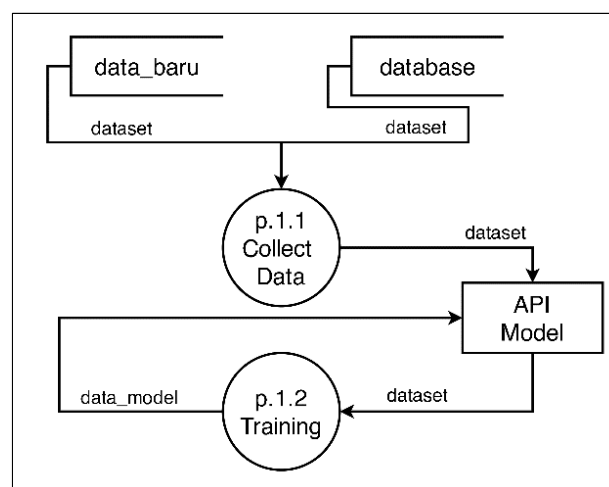 data_baru
database
dataset
dataset
p.1.1
Collect
Data
dataset
API
Model
data_model
p.1.2
Training
dataset